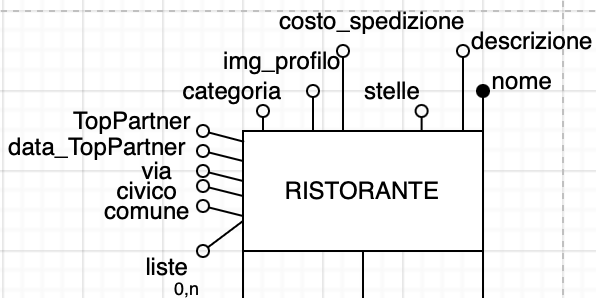 costo_spedizione
descrizione
img_profilo
nome
categoria
stelle
TopPartner
data_TopPartner
via
civico
comune
RISTORANTE
liste
0,n